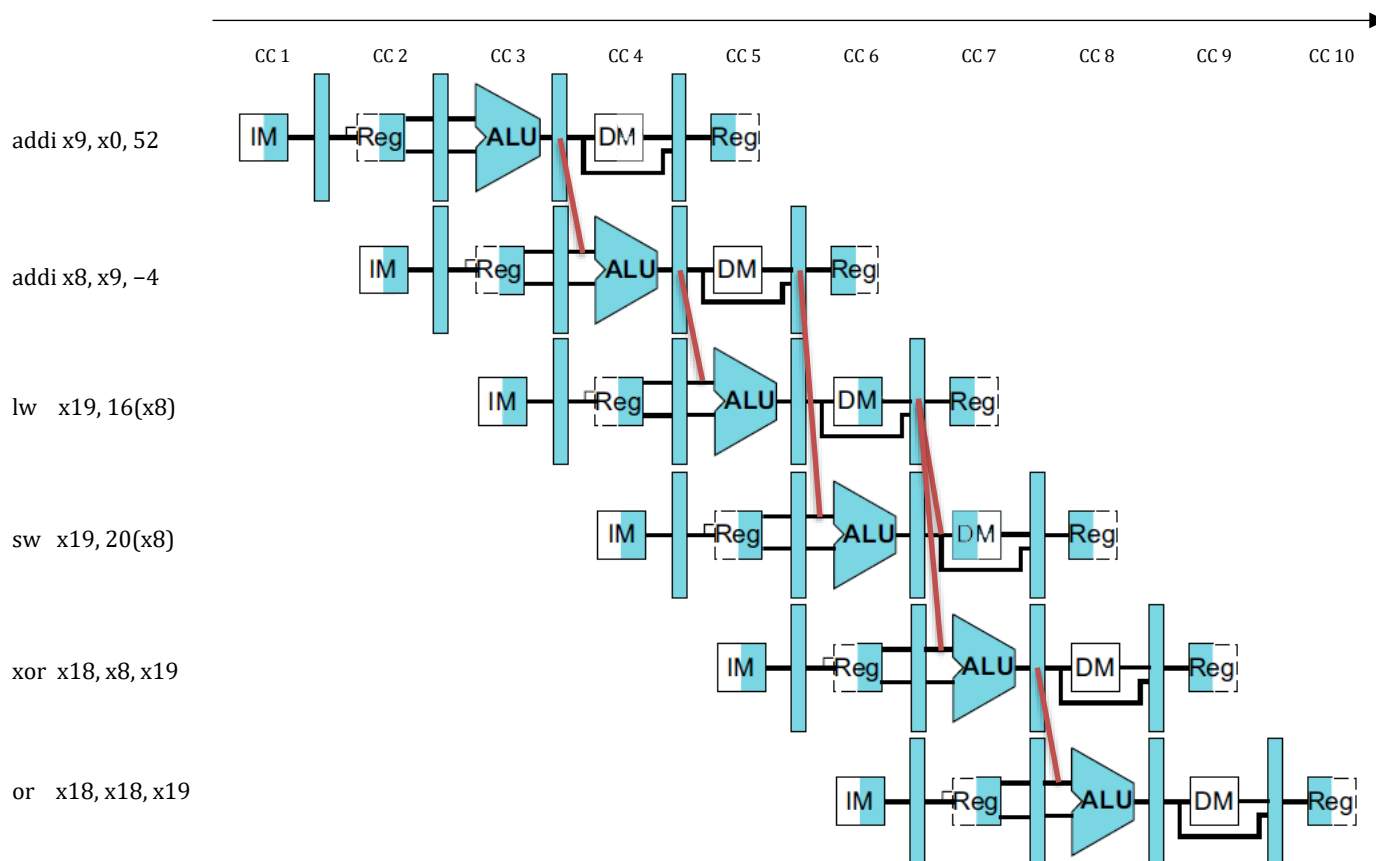 CC 1 CC 2 CC 3 CC 4 CC 5 CC 6 CC 7 CC 8 CC 9 CC 10
addi x9, x0, 52 IM Reg ALU DM Reg
addi x8, x9, −4 IM Reg ALU DM Reg
lw x19, 16(x8) IM Reg ALU DM Reg
sw x19, 20(x8) IM Reg ALU DM Reg
xor x18, x8, x19 IM Reg ALU DM Reg
or x18, x18, x19 IM Reg ALU DM Reg